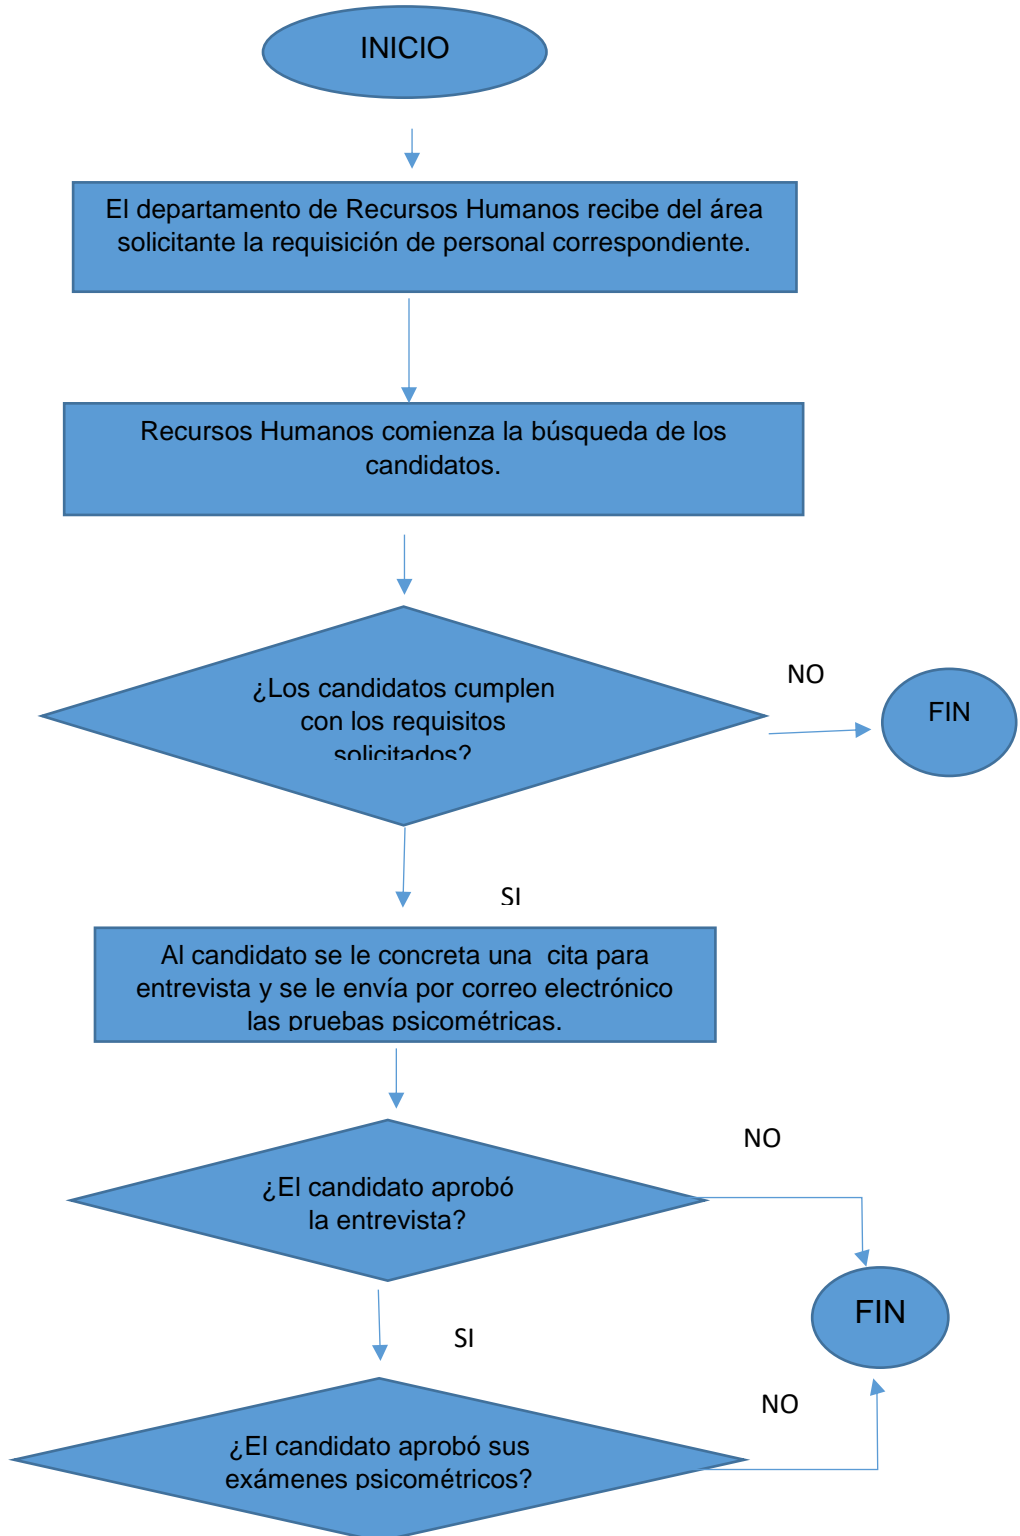 INICIO
El departamento de Recursos Humanos recibe del área
solicitante la requisición de personal correspondiente.
Recursos Humanos comienza la búsqueda de los
candidatos.
¿Los candidatos cumplen
con los requisitos
solicitados?
NO
FIN
SI
Al candidato se le concreta una  cita para
entrevista y se le envía por correo electrónico
las pruebas psicométricas.
¿El candidato aprobó
la entrevista?
NO
FIN
SI
¿El candidato aprobó sus
exámenes psicométricos?
NO